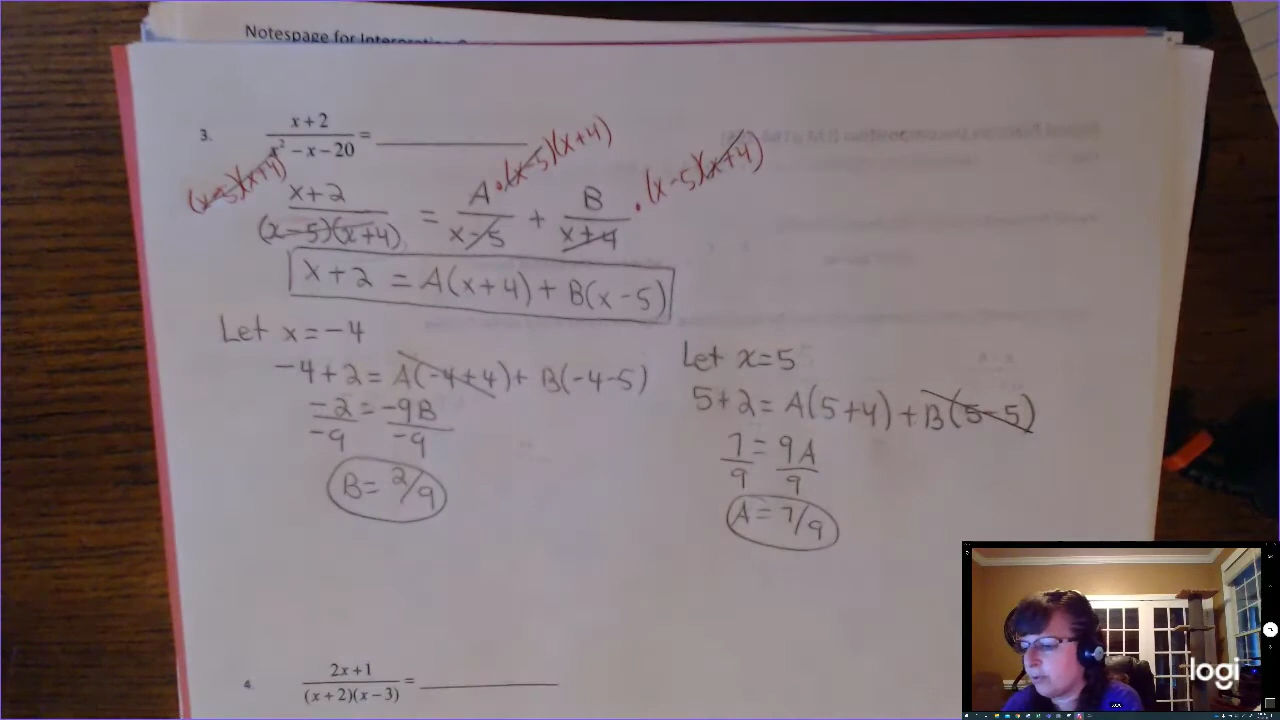 Notespage for
3. x + 2 / x² − x − 20 = ________
(x-5)(x+4) x+2 / (x-5)(x+4) = A / x-5 • (x-5)(x+4) + B / x+4 • (x-5)(x+4)
x+2 = A(x+4) + B(x-5)
Let x = -4
-4+2 = A(-4+4) + B(-4-5)
-2 / -9 = -9B / -9
B = 2/9
Let x=5
5+2 = A(5+4) + B(5-5)
7 / 9 = 9A / 9
A = 7/9
4. 2x + 1 / (x + 2)(x − 3) = ________
logi